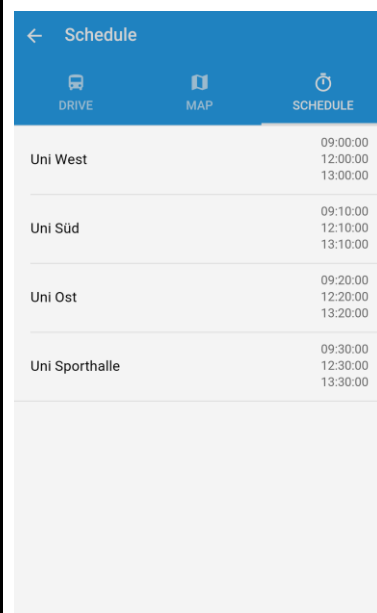 Schedule
DRIVE
MAP
SCHEDULE
Uni West
09:00:00
12:00:00
13:00:00
Uni Süd
09:10:00
12:10:00
13:10:00
Uni Ost
09:20:00
12:20:00
13:20:00
Uni Sporthalle
09:30:00
12:30:00
13:30:00